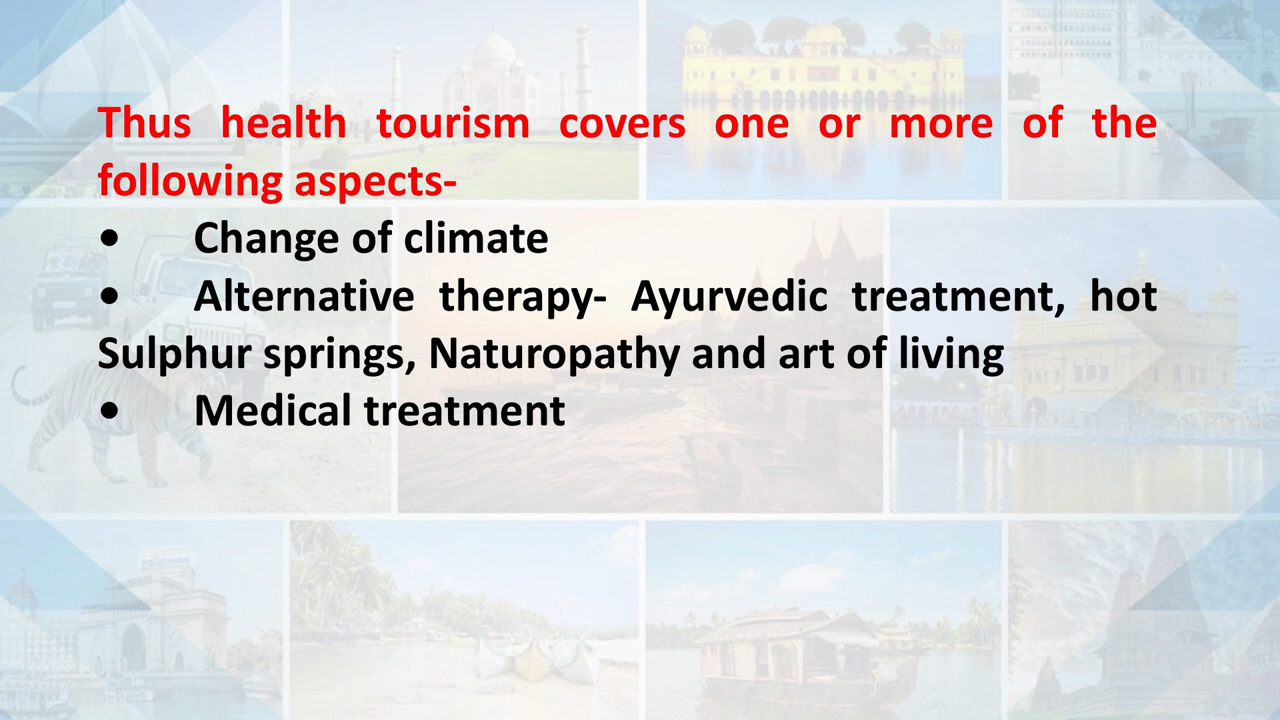 Thus health tourism covers one or more of the
following aspects-
• Change of climate
• Alternative therapy- Ayurvedic treatment, hot
Sulphur springs, Naturopathy and art of living
• Medical treatment